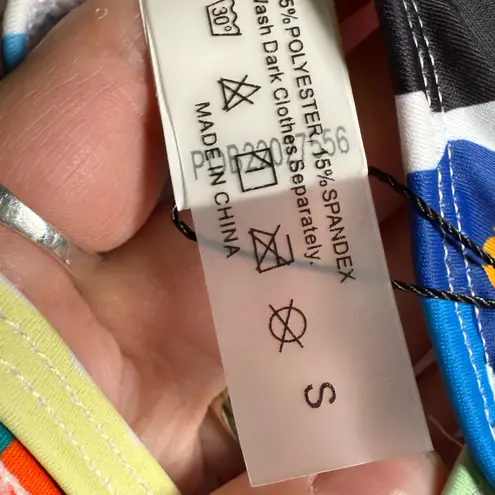 5% POLYESTER, 15% SPANDEX
Wash Dark Clothes Separately.
30°
MADE IN CHINA
S